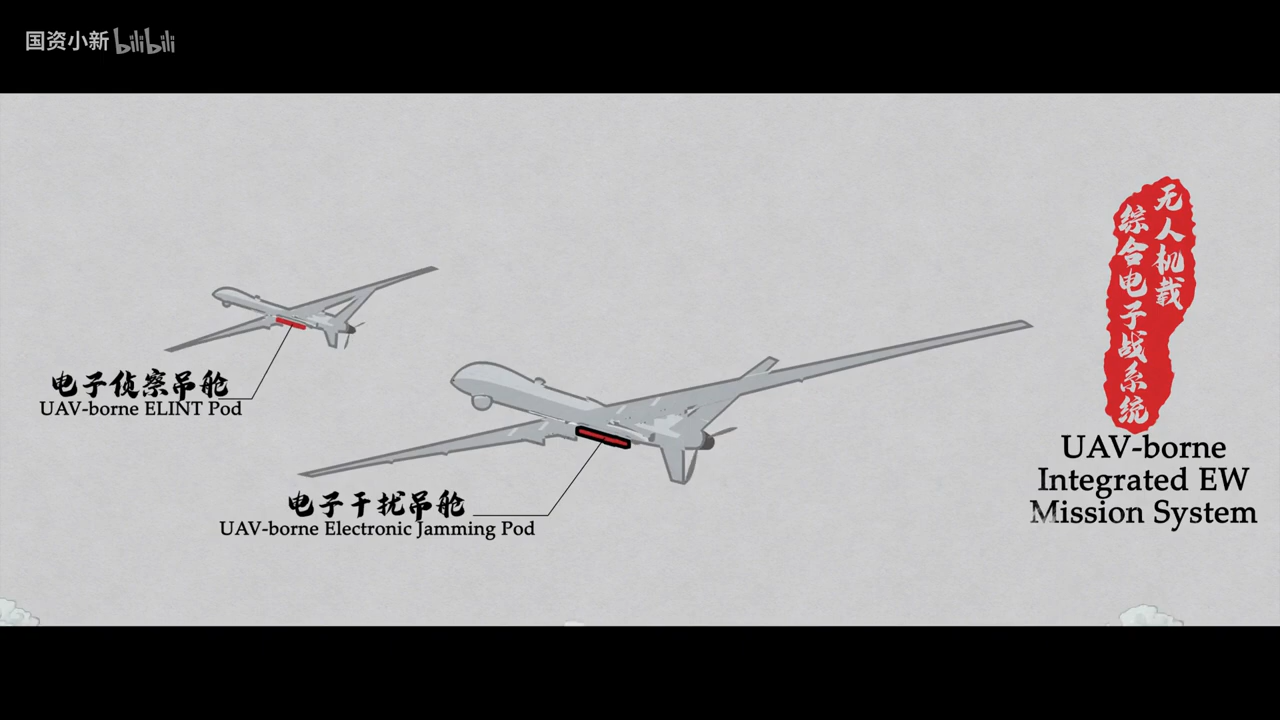 国资小新 bilibili
无人机载
综合电子战系统
UAV-borne
Integrated EW
Mission System
电子侦察吊舱
UAV-borne ELINT Pod
电子干扰吊舱
UAV-borne Electronic Jamming Pod